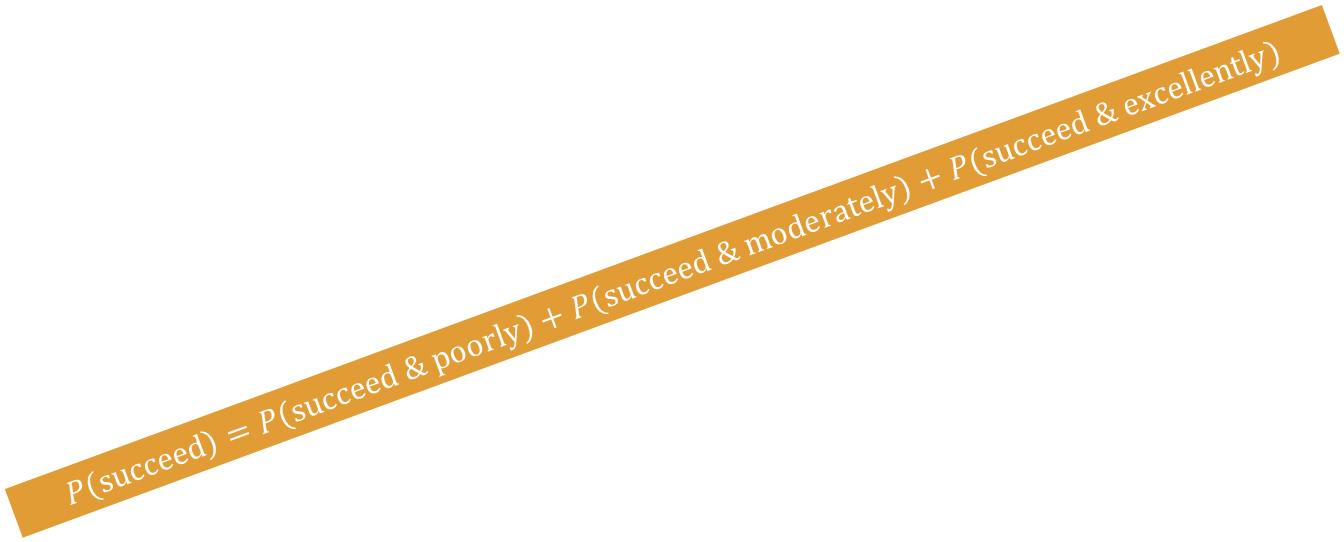 P(succeed) = P(succeed & poorly) + P(succeed & moderately) + P(succeed & excellently)